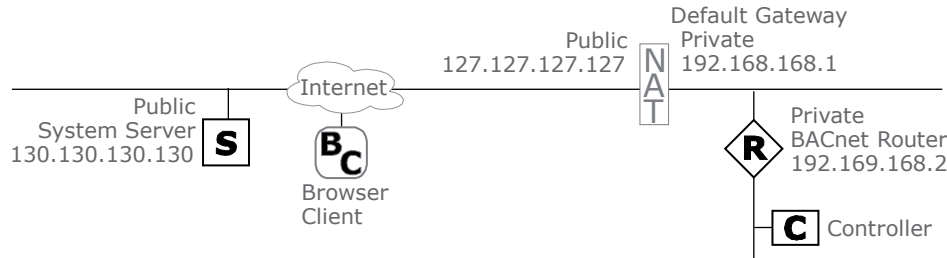 Public
System Server
130.130.130.130
S
Internet
B
C
Browser
Client
Public
127.127.127.127
NAT
Default Gateway
Private
192.168.168.1
R
Private
BACnet Router
192.169.168.2
C
Controller